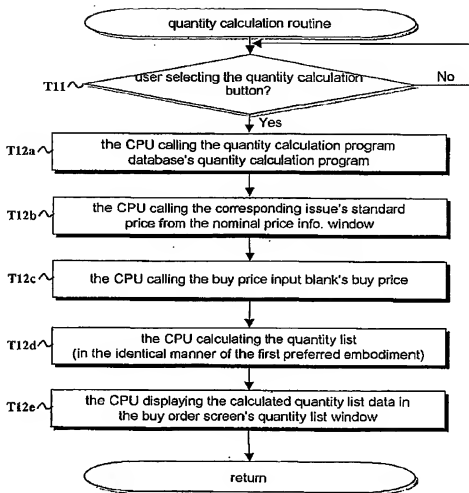 quantity calculation routine
T11
user selecting the quantity calculation
button?
No
Yes
T12a
the CPU calling the quantity calculation program
database's quantity calculation program
T12b
the CPU calling the corresponding issue's standard
price from the nominal price info. window
T12c
the CPU calling the buy price input blank's buy price
T12d
the CPU calculating the quantity list
(in the identical manner of the first preferred embodiment)
T12e
the CPU displaying the calculated quantity list data in
the buy order screen's quantity list window
return